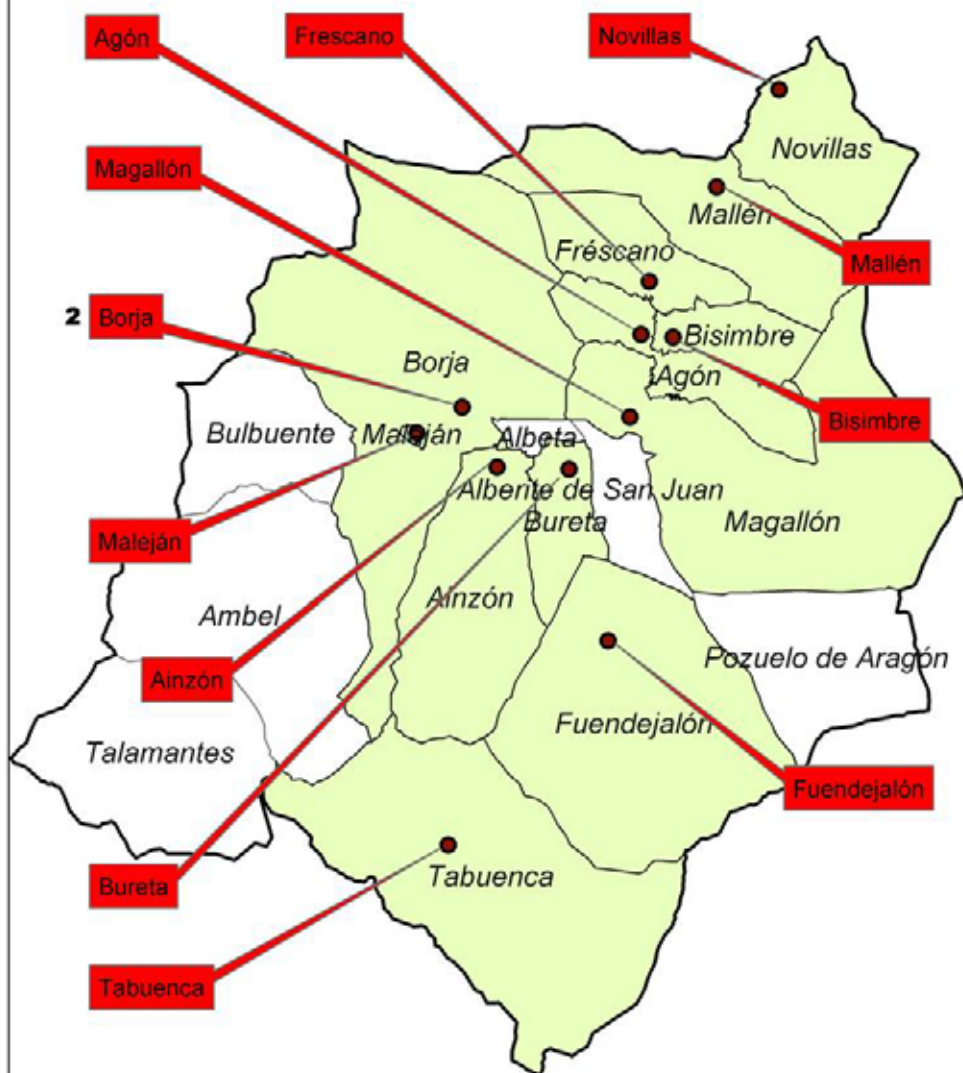 Agón
Frescano
Novillas
Novillas
Magallón
Mallén
Fréscano
Mallén
2 Borja
Bisimbre
Borja
Agón
Bulbuente
Maleján
Albeta
Bisimbre
Albente de San Juan
Magallón
Bureta
Maleján
Ainzón
Ambel
Pozuelo de Aragón
Ainzón
Fuendejalón
Talamantes
Fuendejalón
Bureta
Tabuenca
Tabuenca